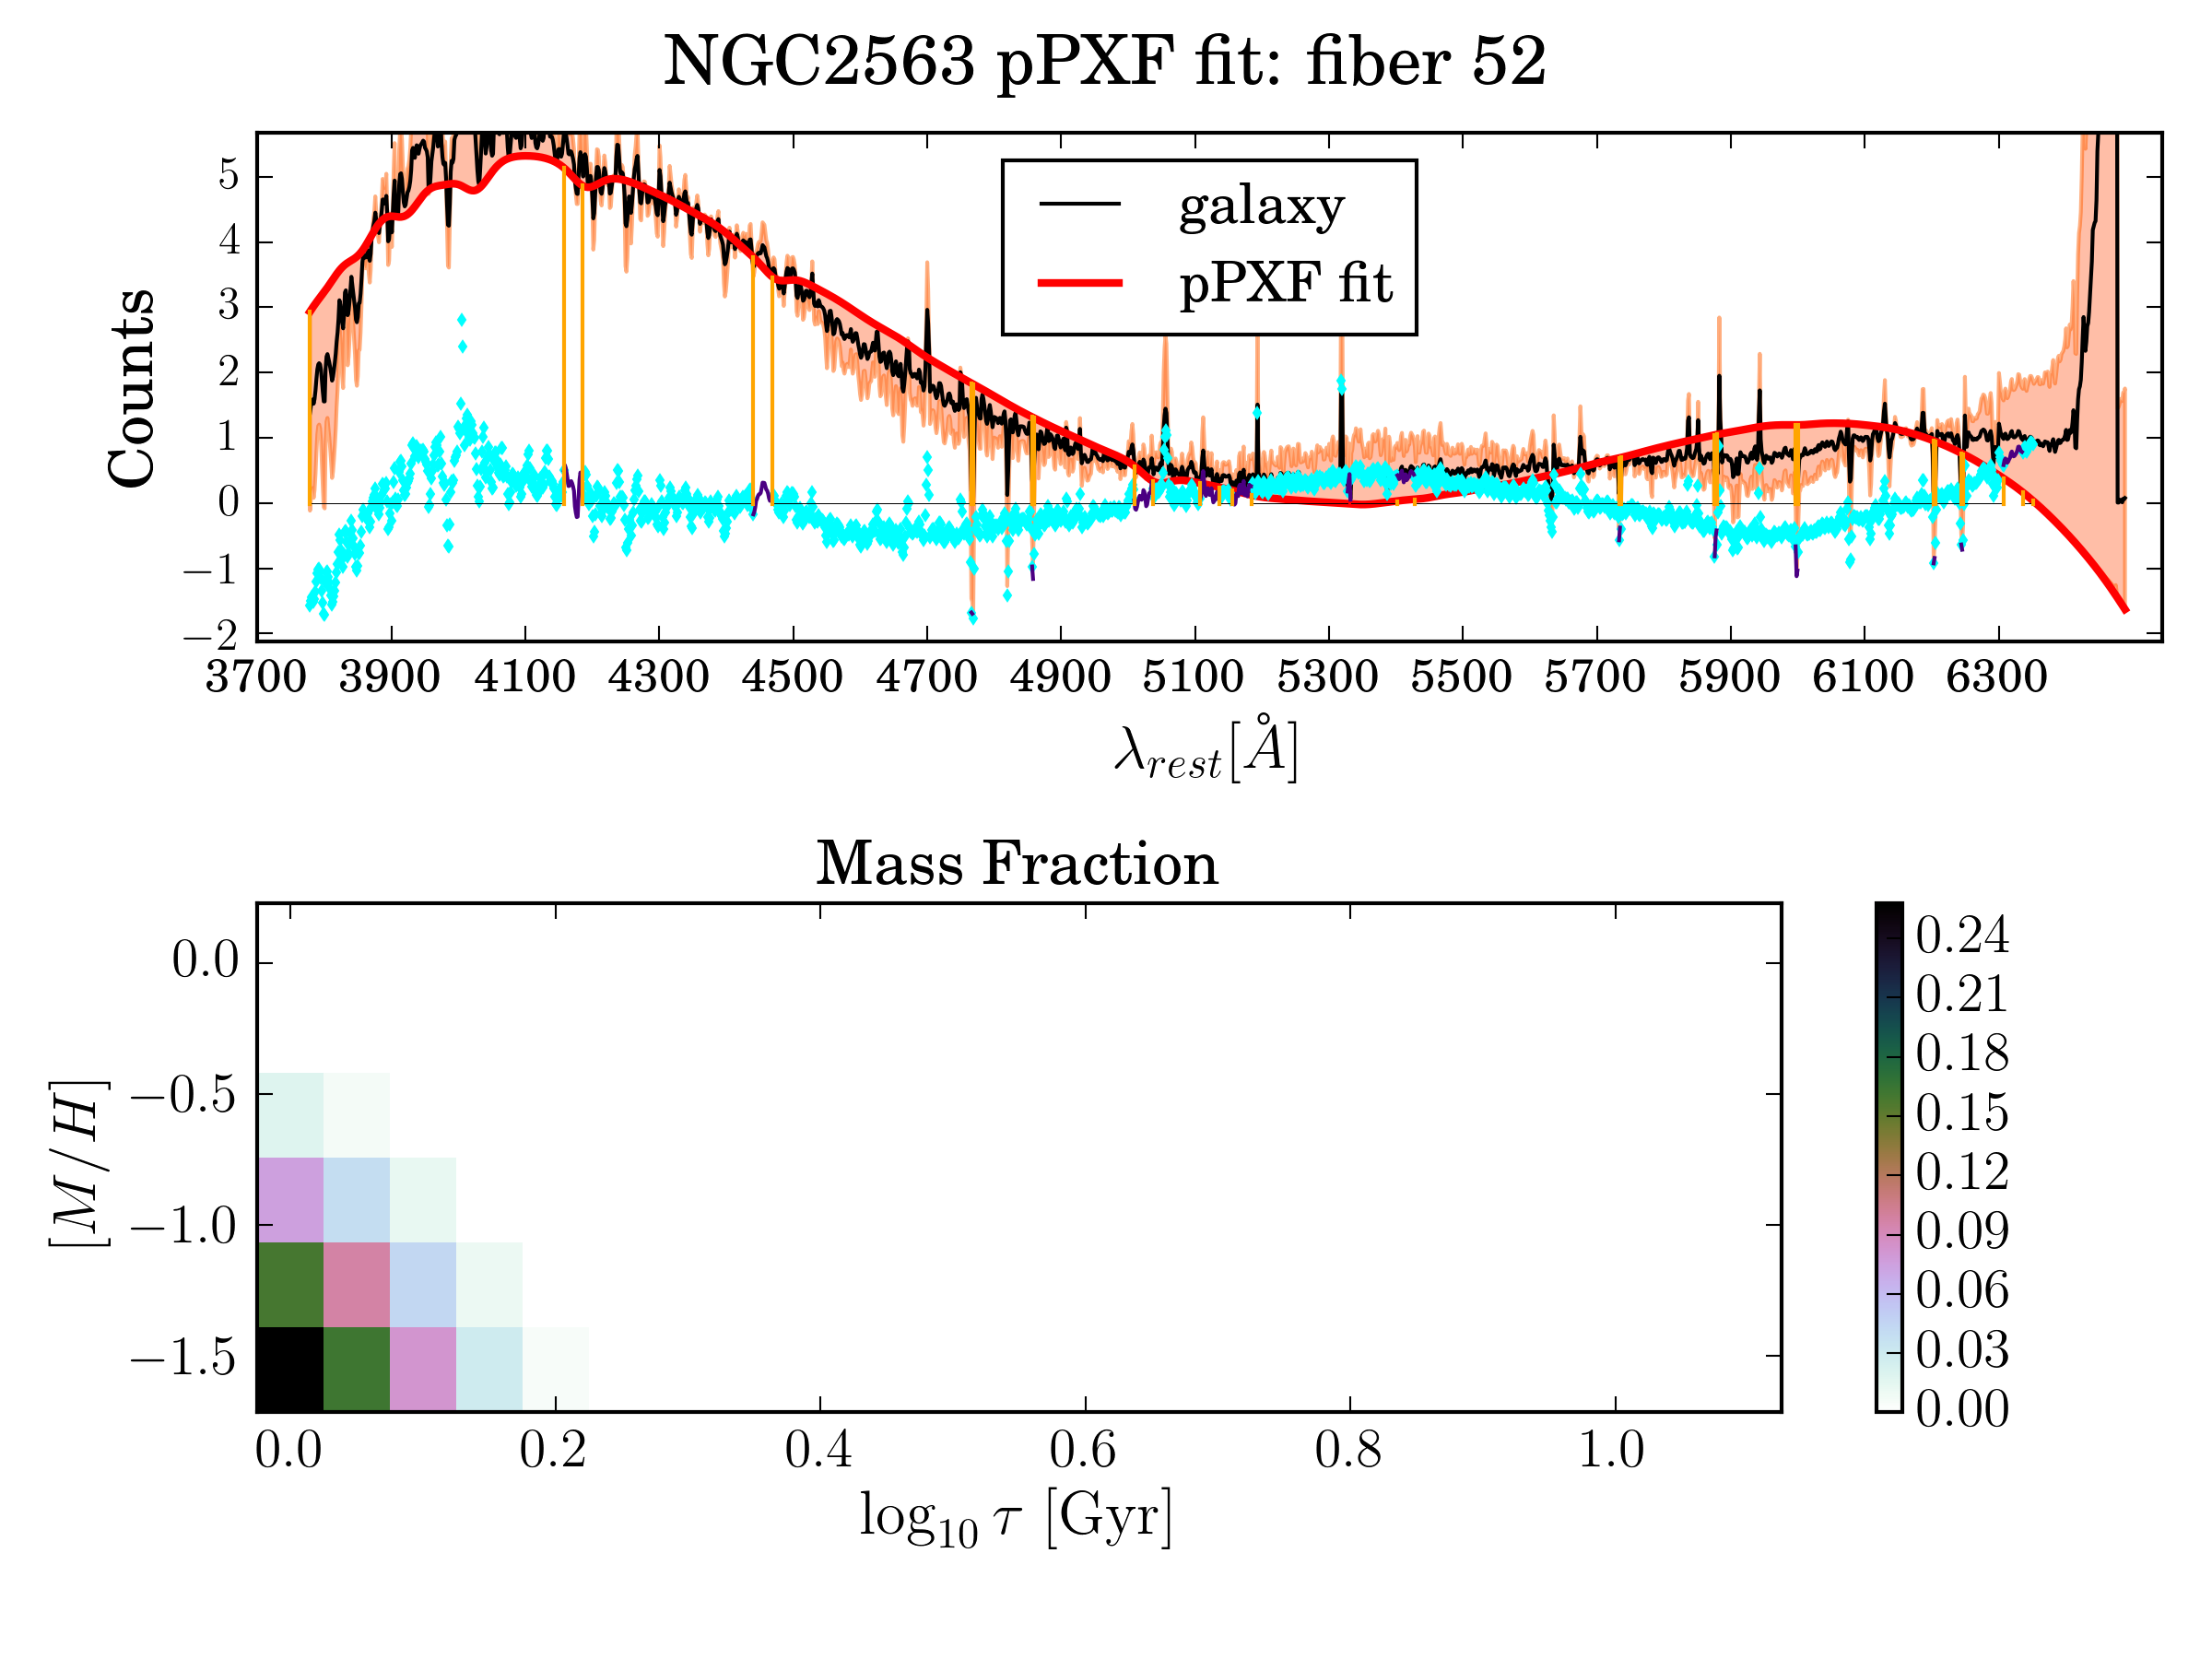 NGC2563 pPXF fit: fiber 52
Counts
5
4
3
2
1
0
−1
−2
galaxy
pPXF fit
3700 3900 4100 4300 4500 4700 4900 5100 5300 5500 5700 5900 6100 6300
λrest[Å]
Mass Fraction
[M/H]
0.0
−0.5
−1.0
−1.5
0.0 0.2 0.4 0.6 0.8 1.0
log10 τ [Gyr]
0.24
0.21
0.18
0.15
0.12
0.09
0.06
0.03
0.00